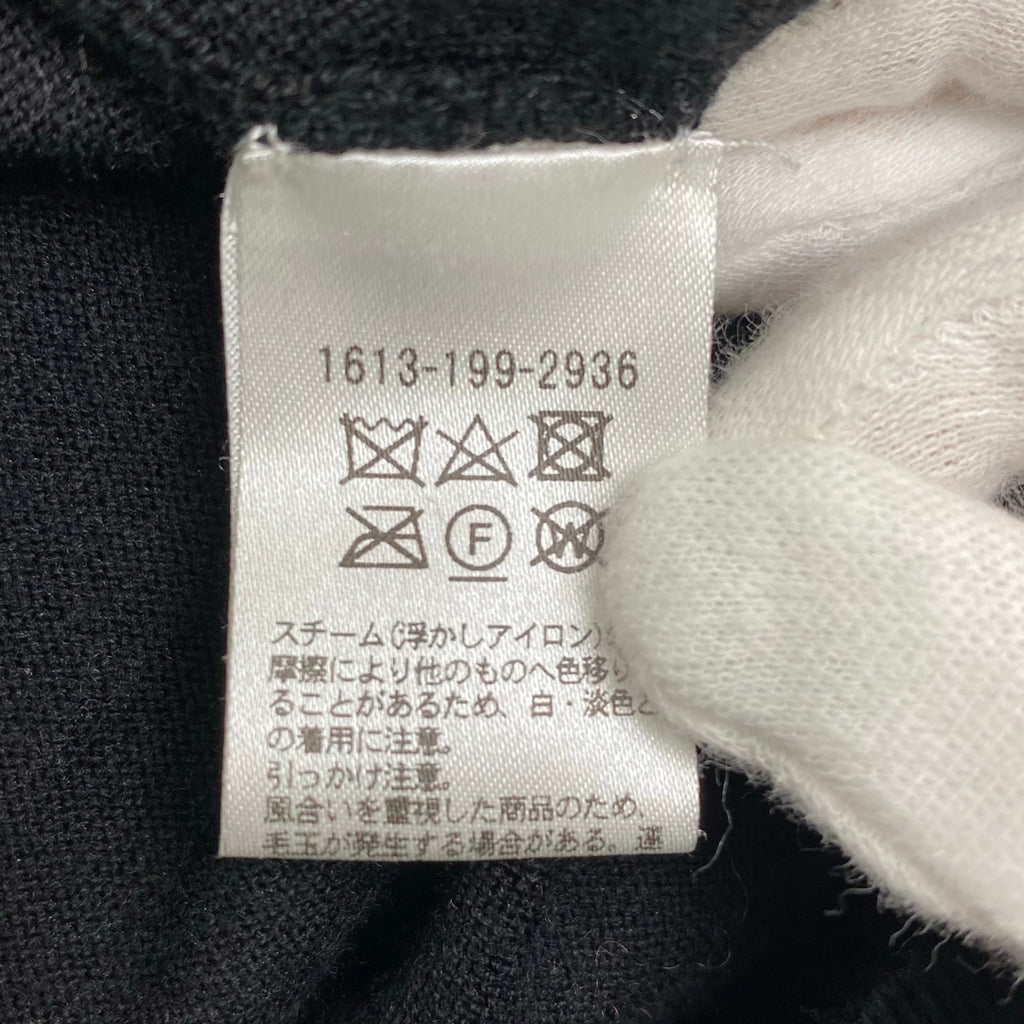 1613-199-2936
F
W
スチーム(浮かしアイロン)
摩擦により他のものへ色移り
ることがあるため、白・淡色と
の着用に注意。
引っかけ注意。
風合いを重視した商品のため、
毛玉が発生する場合がある。連